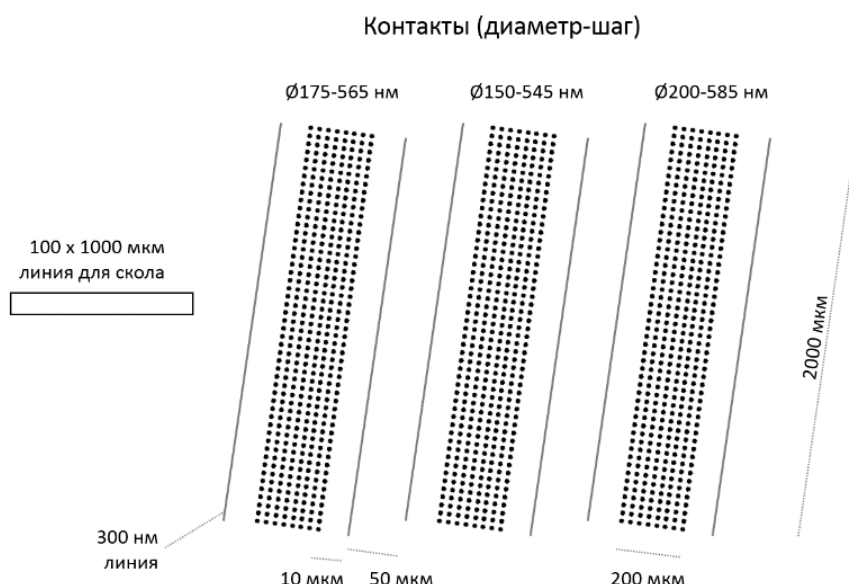 Контакты (диаметр-шаг)
Ø175-565 нм
Ø150-545 нм
Ø200-585 нм
100 x 1000 мкм
линия для скола
2000 мкм
300 нм
линия
10 мкм
50 мкм
200 мкм